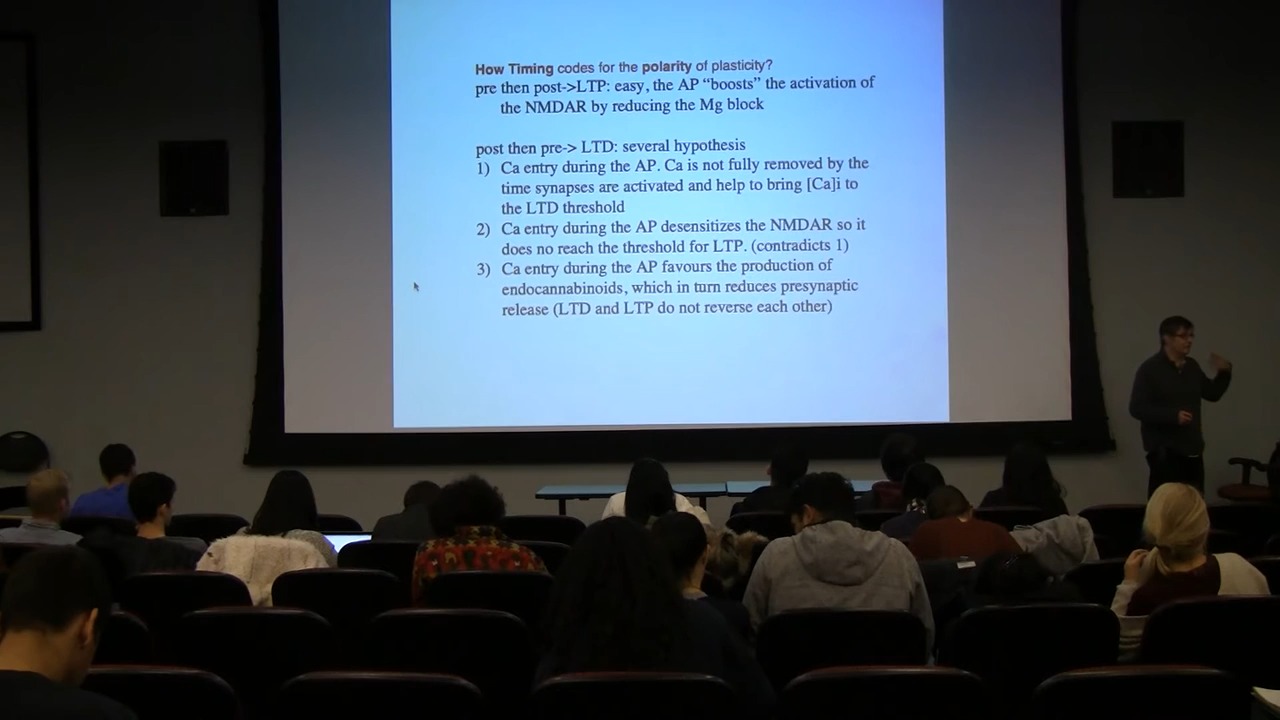 How Timing codes for the polarity of plasticity?
pre then post->LTP: easy, the AP “boosts” the activation of
the NMDAR by reducing the Mg block
post then pre-> LTD: several hypothesis
1) Ca entry during the AP. Ca is not fully removed by the
time synapses are activated and help to bring [Ca]i to
the LTD threshold
2) Ca entry during the AP desensitizes the NMDAR so it
does no reach the threshold for LTP. (contradicts 1)
3) Ca entry during the AP favours the production of
endocannabinoids, which in turn reduces presynaptic
release (LTD and LTP do not reverse each other)